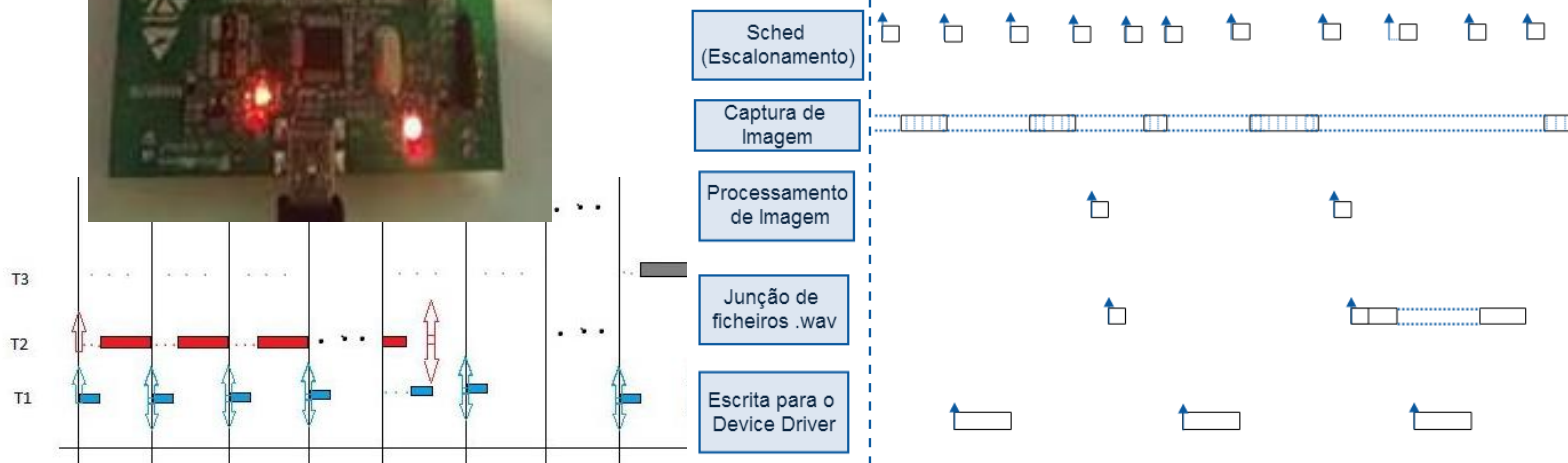 T3
T2
T1
Sched
(Escalonamento)
Captura de
Imagem
Processamento
de Imagem
Junção de
ficheiros .wav
Escrita para o
Device Driver